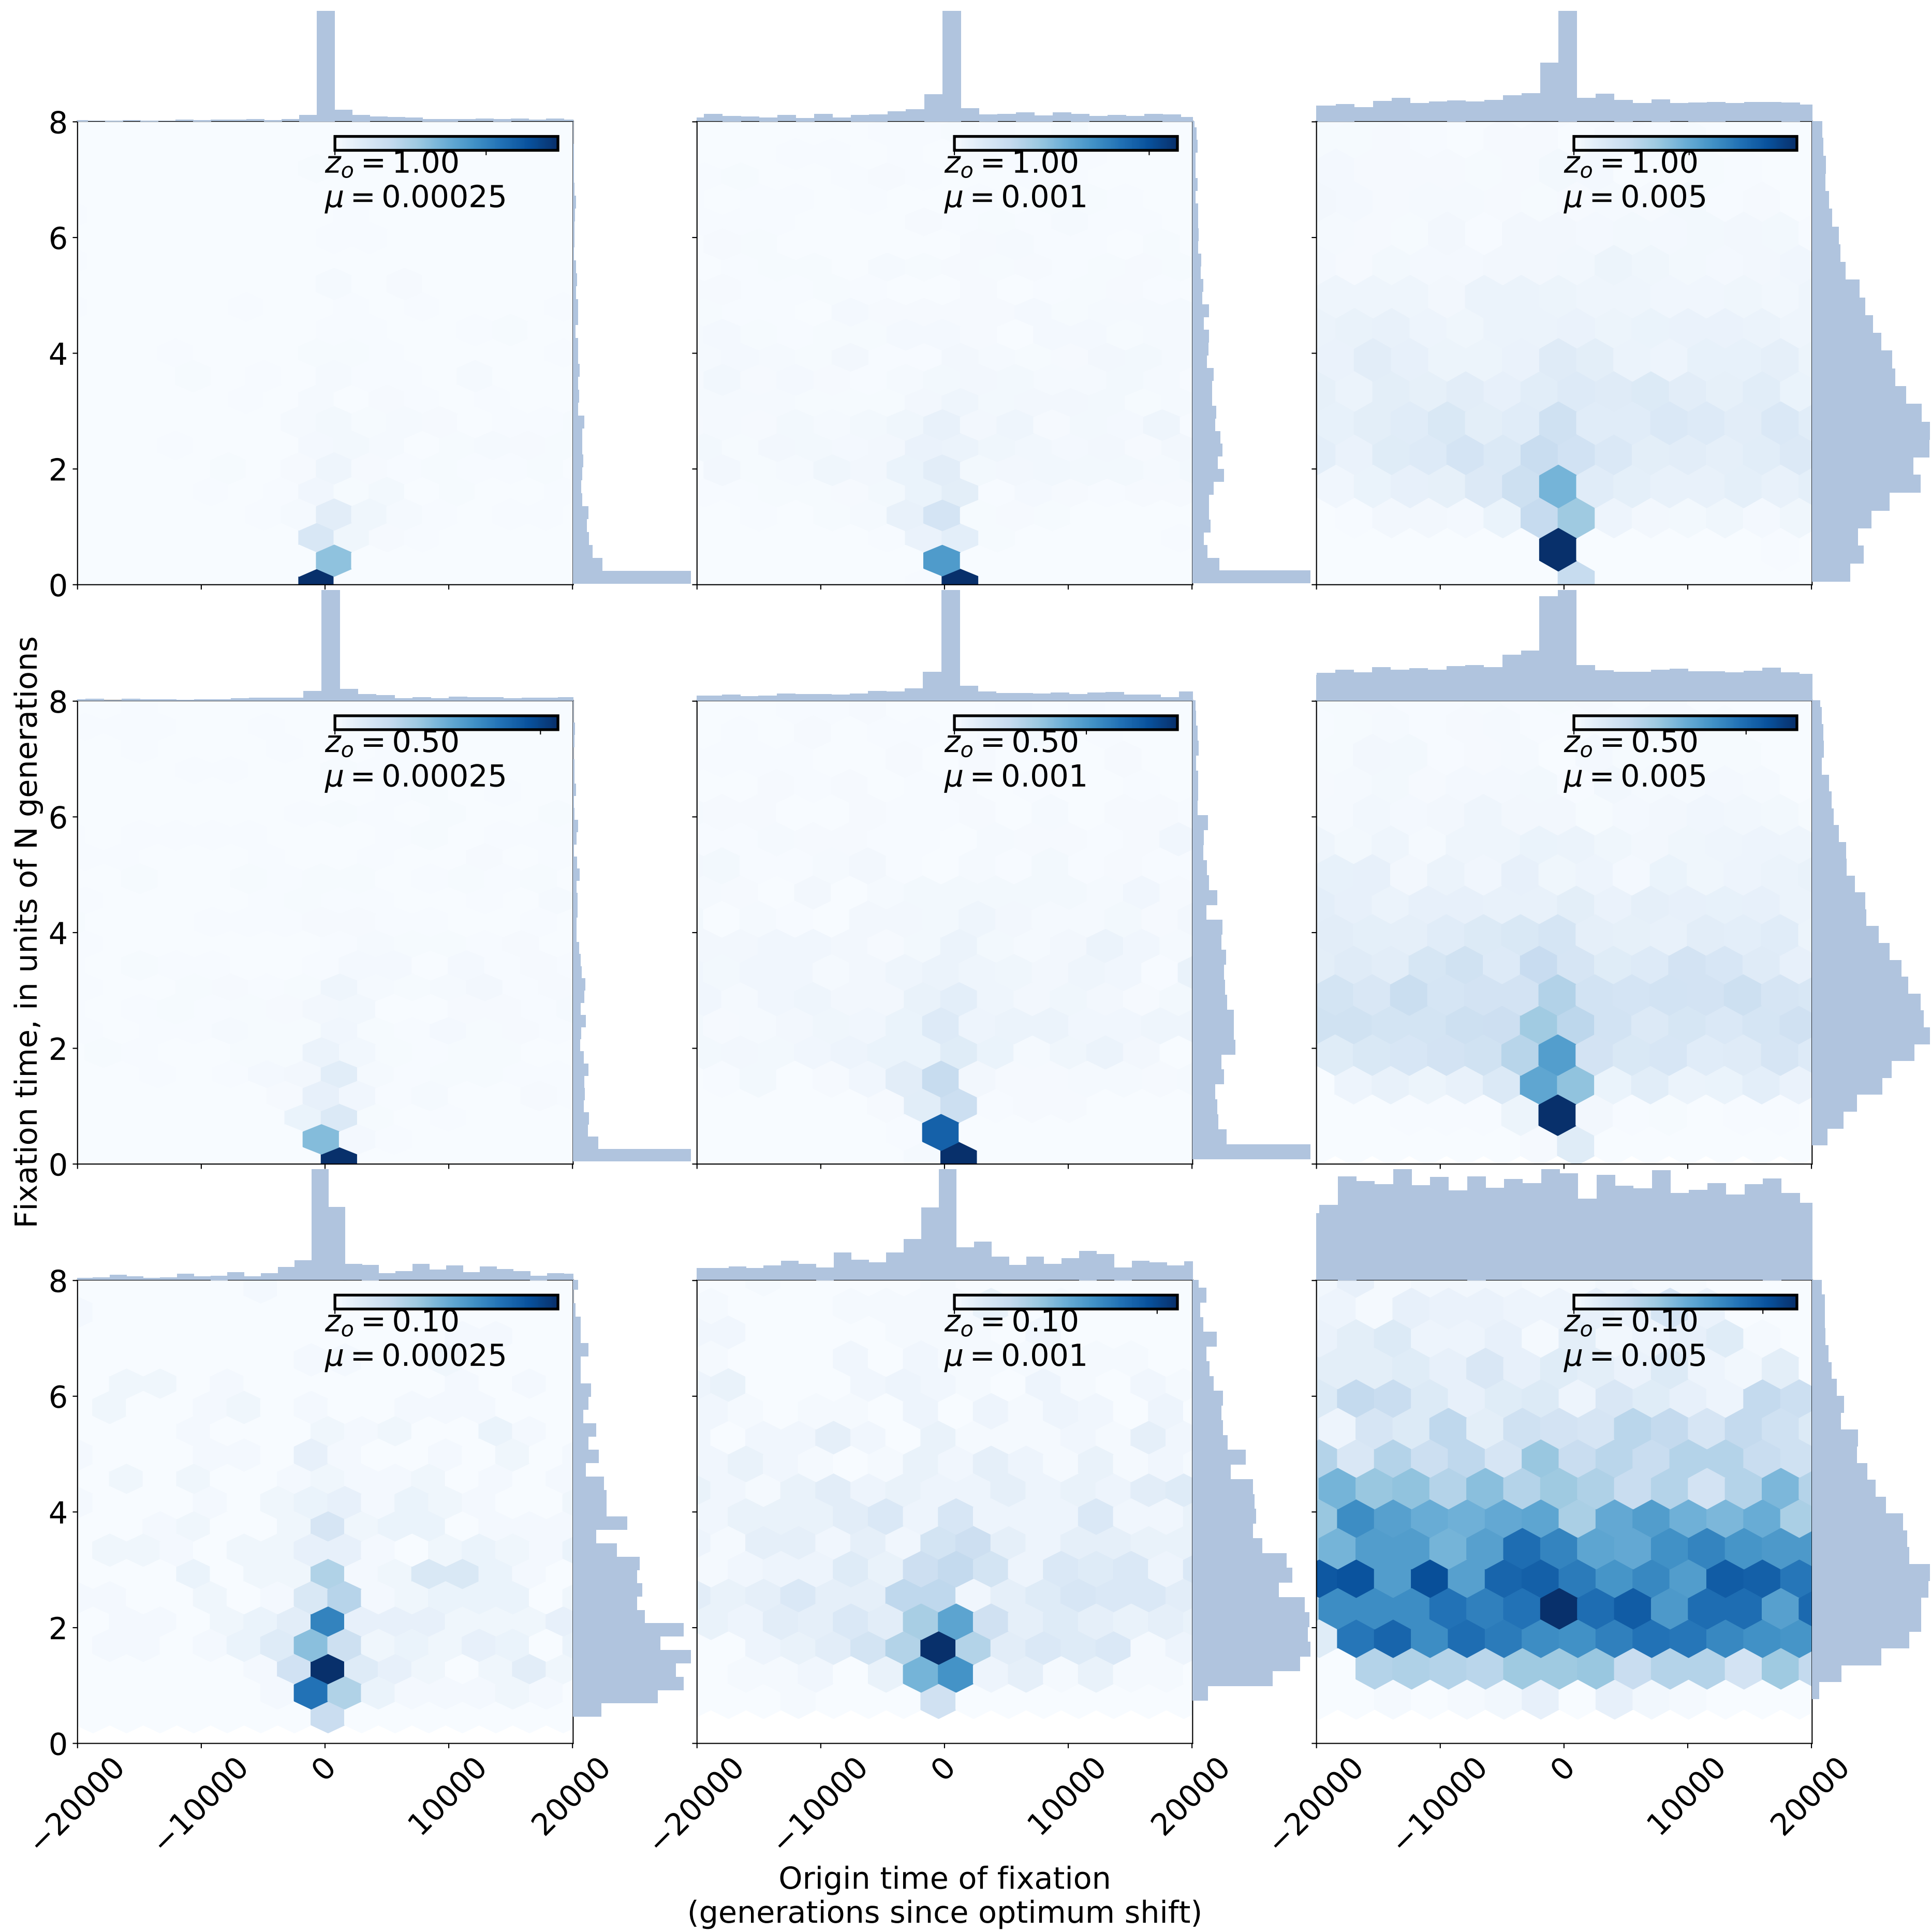 8
6
4
2
0
z_o = 1.00
μ = 0.00025
z_o = 1.00
μ = 0.001
z_o = 1.00
μ = 0.005
Fixation time, in units of N generations
8
6
4
2
0
z_o = 0.50
μ = 0.00025
z_o = 0.50
μ = 0.001
z_o = 0.50
μ = 0.005
8
6
4
2
0
z_o = 0.10
μ = 0.00025
z_o = 0.10
μ = 0.001
z_o = 0.10
μ = 0.005
−20000 −10000 0 10000 20000
−20000 −10000 0 10000 20000
−20000 −10000 0 10000 20000
Origin time of fixation
(generations since optimum shift)